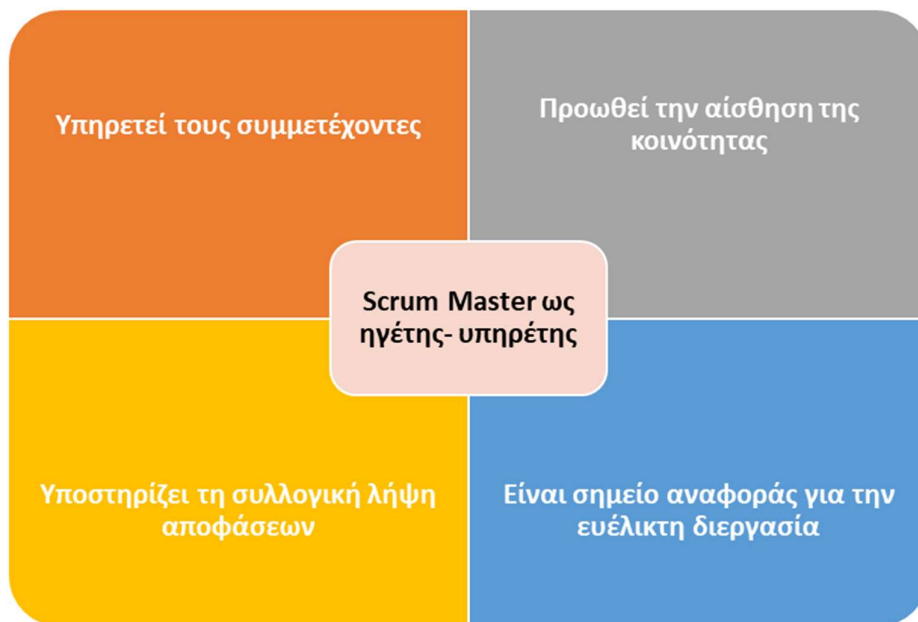 Υπηρετεί τους συμμετέχοντες
Προωθεί την αίσθηση της
κοινότητας
Scrum Master ως
ηγέτης- υπηρέτης
Υποστηρίζει τη συλλογική λήψη
αποφάσεων
Είναι σημείο αναφοράς για την
ευέλικτη διεργασία